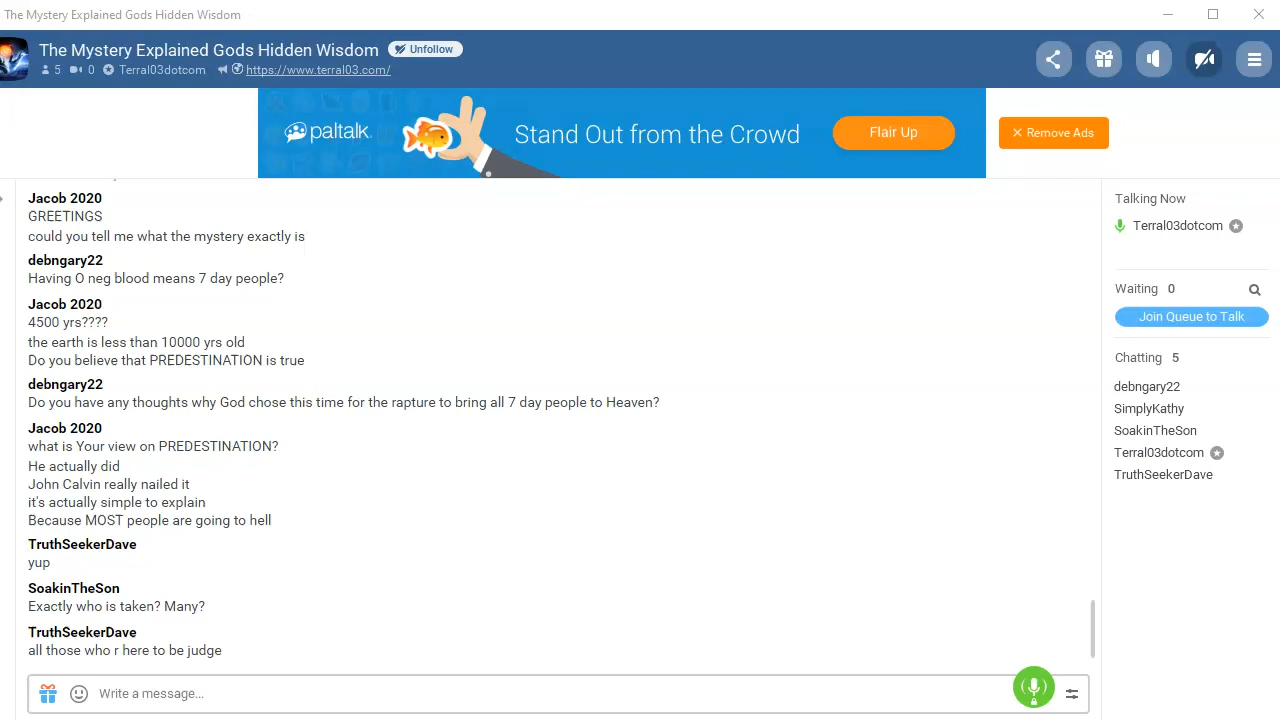 The Mystery Explained Gods Hidden Wisdom
The Mystery Explained Gods Hidden Wisdom Unfollow
5 0 Terral03dotcom https://www.terral03.com/
paltalk Stand Out from the Crowd Flair Up
Remove Ads
Jacob 2020
GREETINGS
could you tell me what the mystery exactly is
debngary22
Having O neg blood means 7 day people?
Jacob 2020
4500 yrs????
the earth is less than 10000 yrs old
Do you believe that PREDESTINATION is true
debngary22
Do you have any thoughts why God chose this time for the rapture to bring all 7 day people to Heaven?
Jacob 2020
what is Your view on PREDESTINATION?
He actually did
John Calvin really nailed it
it's actually simple to explain
Because MOST people are going to hell
TruthSeekerDave
yup
SoakinTheSon
Exactly who is taken? Many?
TruthSeekerDave
all those who r here to be judge
Write a message...
Talking Now
Terral03dotcom
Waiting 0
Join Queue to Talk
Chatting 5
debngary22
SimplyKathy
SoakinTheSon
Terral03dotcom
TruthSeekerDave